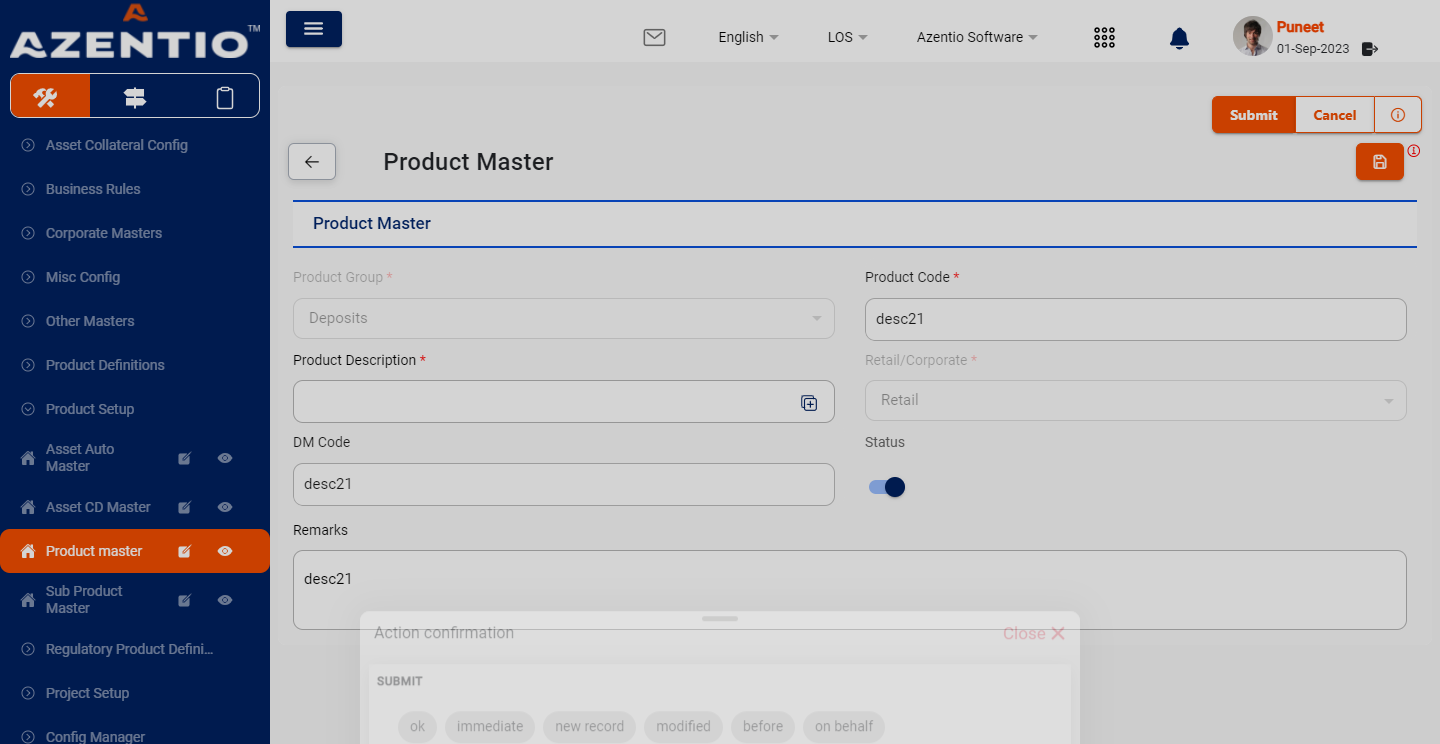 AZENTIO™
English
LOS
Azentio Software
Puneet
01-Sep-2023
Asset Collateral Config
Business Rules
Corporate Masters
Misc Config
Other Masters
Product Definitions
Product Setup
Asset Auto
Master
Asset CD Master
Product master
Sub Product
Master
Regulatory Product Defini...
Project Setup
Config Manager
Submit
Cancel
Product Master
Product Master
Product Group *
Deposits
Product Code *
desc21
Product Description *
Retail/Corporate *
Retail
DM Code
desc21
Status
Remarks
desc21
Action confirmation
Close
SUBMIT
ok
immediate
new record
modified
before
on behalf